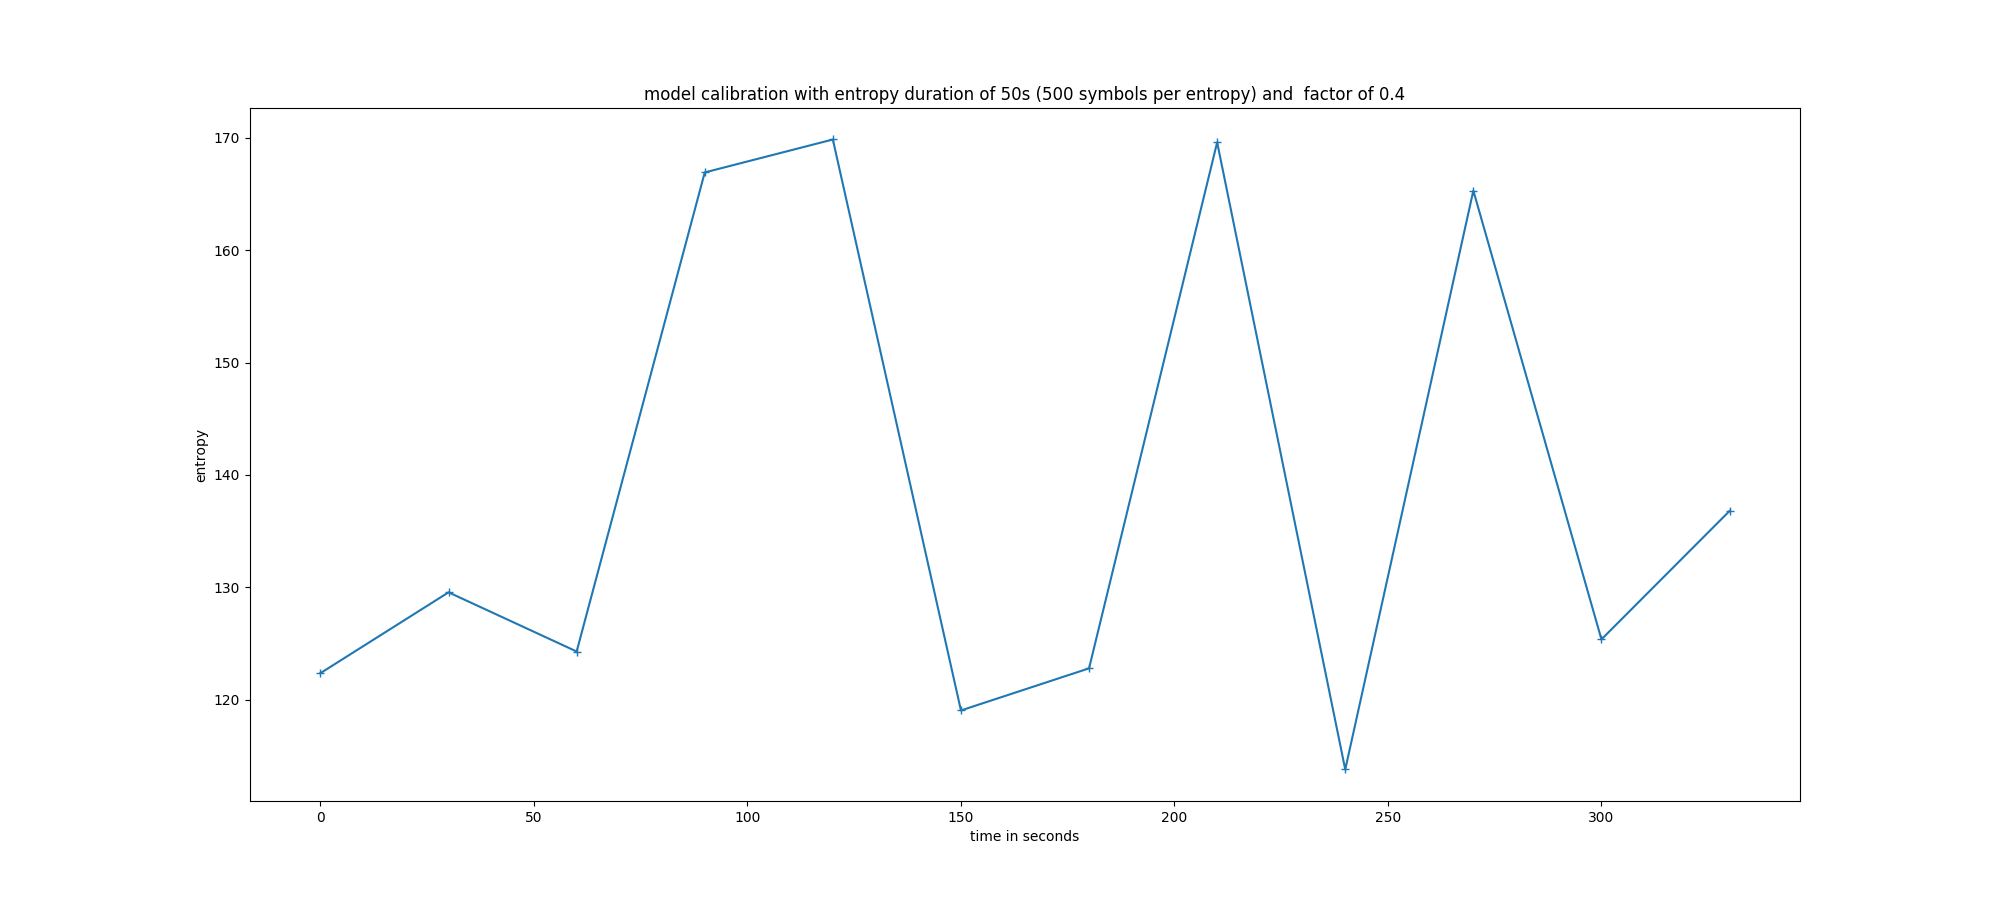 model calibration with entropy duration of 50s (500 symbols per entropy) and  factor of 0.4
170
160
150
140
130
120
entropy
0 50 100 150 200 250 300
time in seconds